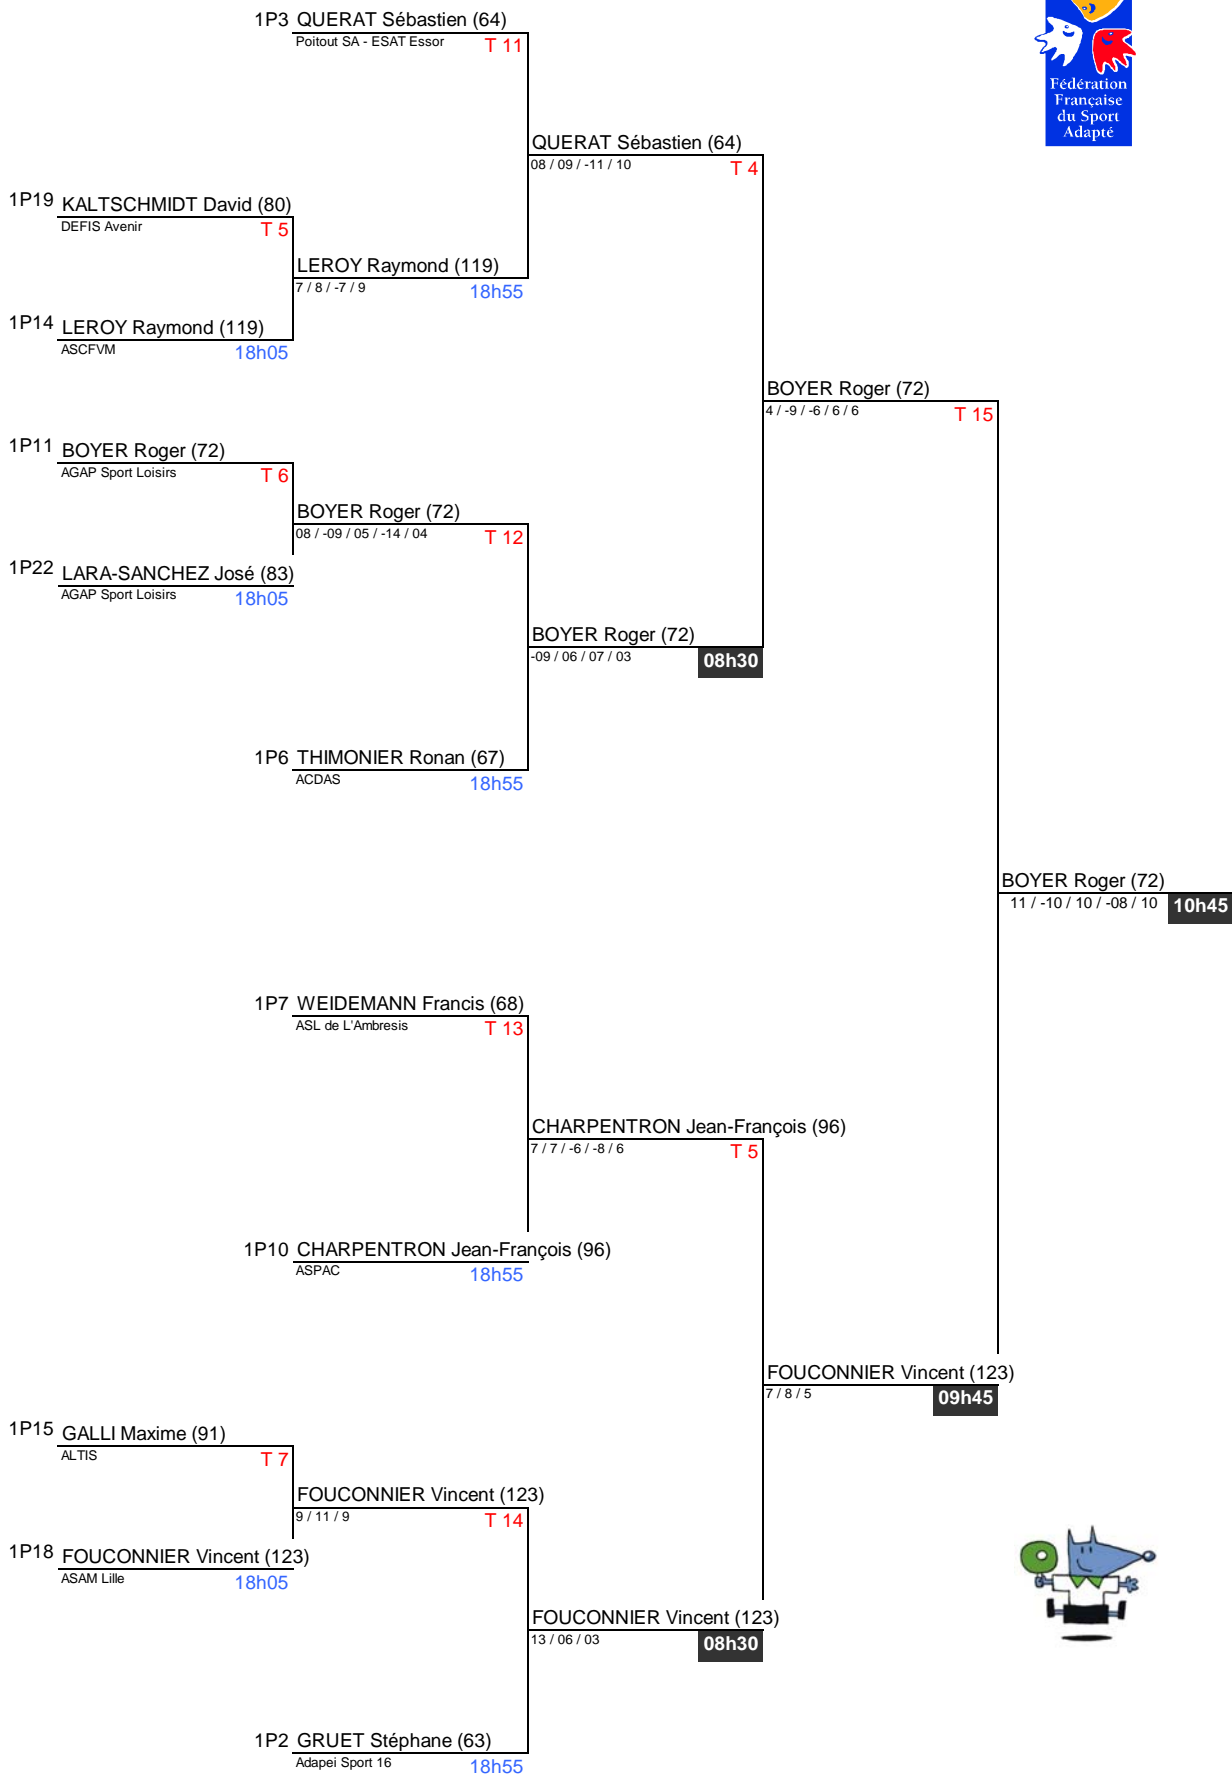 1P3 QUERAT Sébastien (64)
Poitout SA - ESAT Essor T 11
Fédération
Française
du Sport
Adapté
QUERAT Sébastien (64)
08 / 09 / -11 / 10 T 4
1P19 KALTSCHMIDT David (80)
DEFIS Avenir T 5
LEROY Raymond (119)
7 / 8 / -7 / 9 18h55
1P14 LEROY Raymond (119)
ASCFVM 18h05
BOYER Roger (72)
4 / -9 / -6 / 6 / 6 T 15
1P11 BOYER Roger (72)
AGAP Sport Loisirs T 6
BOYER Roger (72)
08 / -09 / 05 / -14 / 04 T 12
1P22 LARA-SANCHEZ José (83)
AGAP Sport Loisirs 18h05
BOYER Roger (72)
-09 / 06 / 07 / 03 08h30
1P6 THIMONIER Ronan (67)
ACDAS 18h55
BOYER Roger (72)
11 / -10 / 10 / -08 / 10 10h45
1P7 WEIDEMANN Francis (68)
ASL de L'Ambresis T 13
CHARPENTRON Jean-François (96)
7 / 7 / -6 / -8 / 6 T 5
1P10 CHARPENTRON Jean-François (96)
ASPAC 18h55
FOUCONNIER Vincent (123)
7 / 8 / 5 09h45
1P15 GALLI Maxime (91)
ALTIS T 7
FOUCONNIER Vincent (123)
9 / 11 / 9 T 14
1P18 FOUCONNIER Vincent (123)
ASAM Lille 18h05
FOUCONNIER Vincent (123)
13 / 06 / 03 08h30
1P2 GRUET Stéphane (63)
Adapei Sport 16 18h55